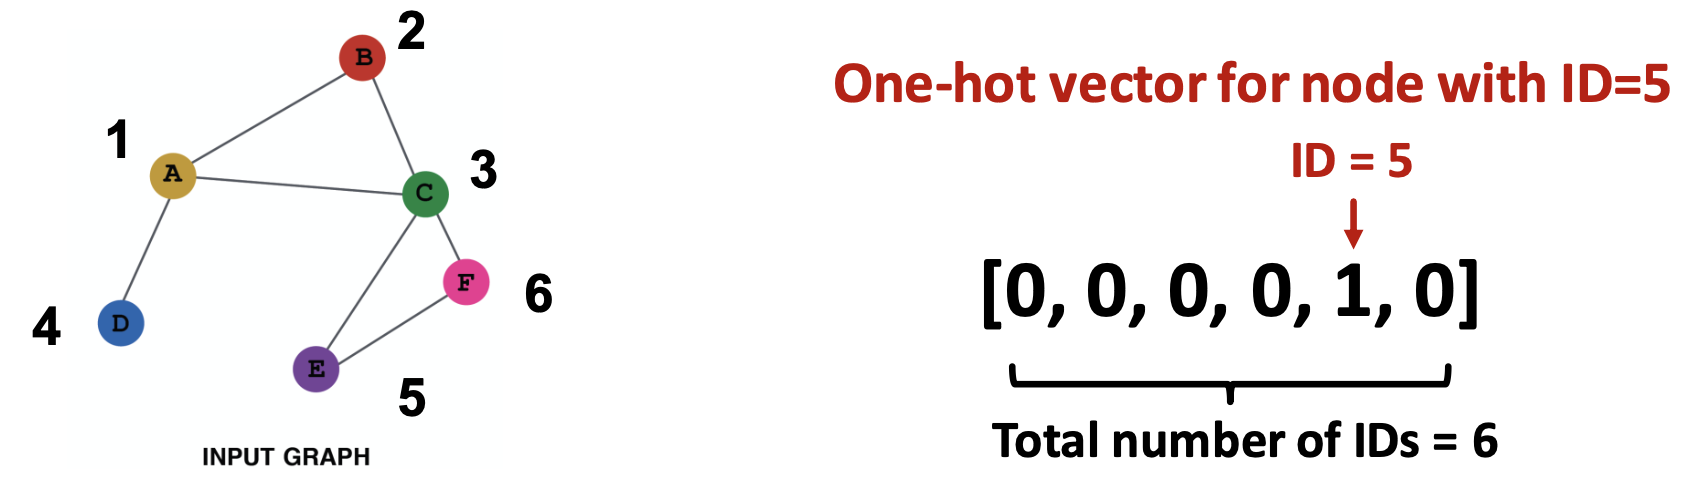 2
B
1
A
3
C
6
F
4
D
E
5
INPUT GRAPH
One-hot vector for node with ID=5
ID = 5
[0, 0, 0, 0, 1, 0]
Total number of IDs = 6